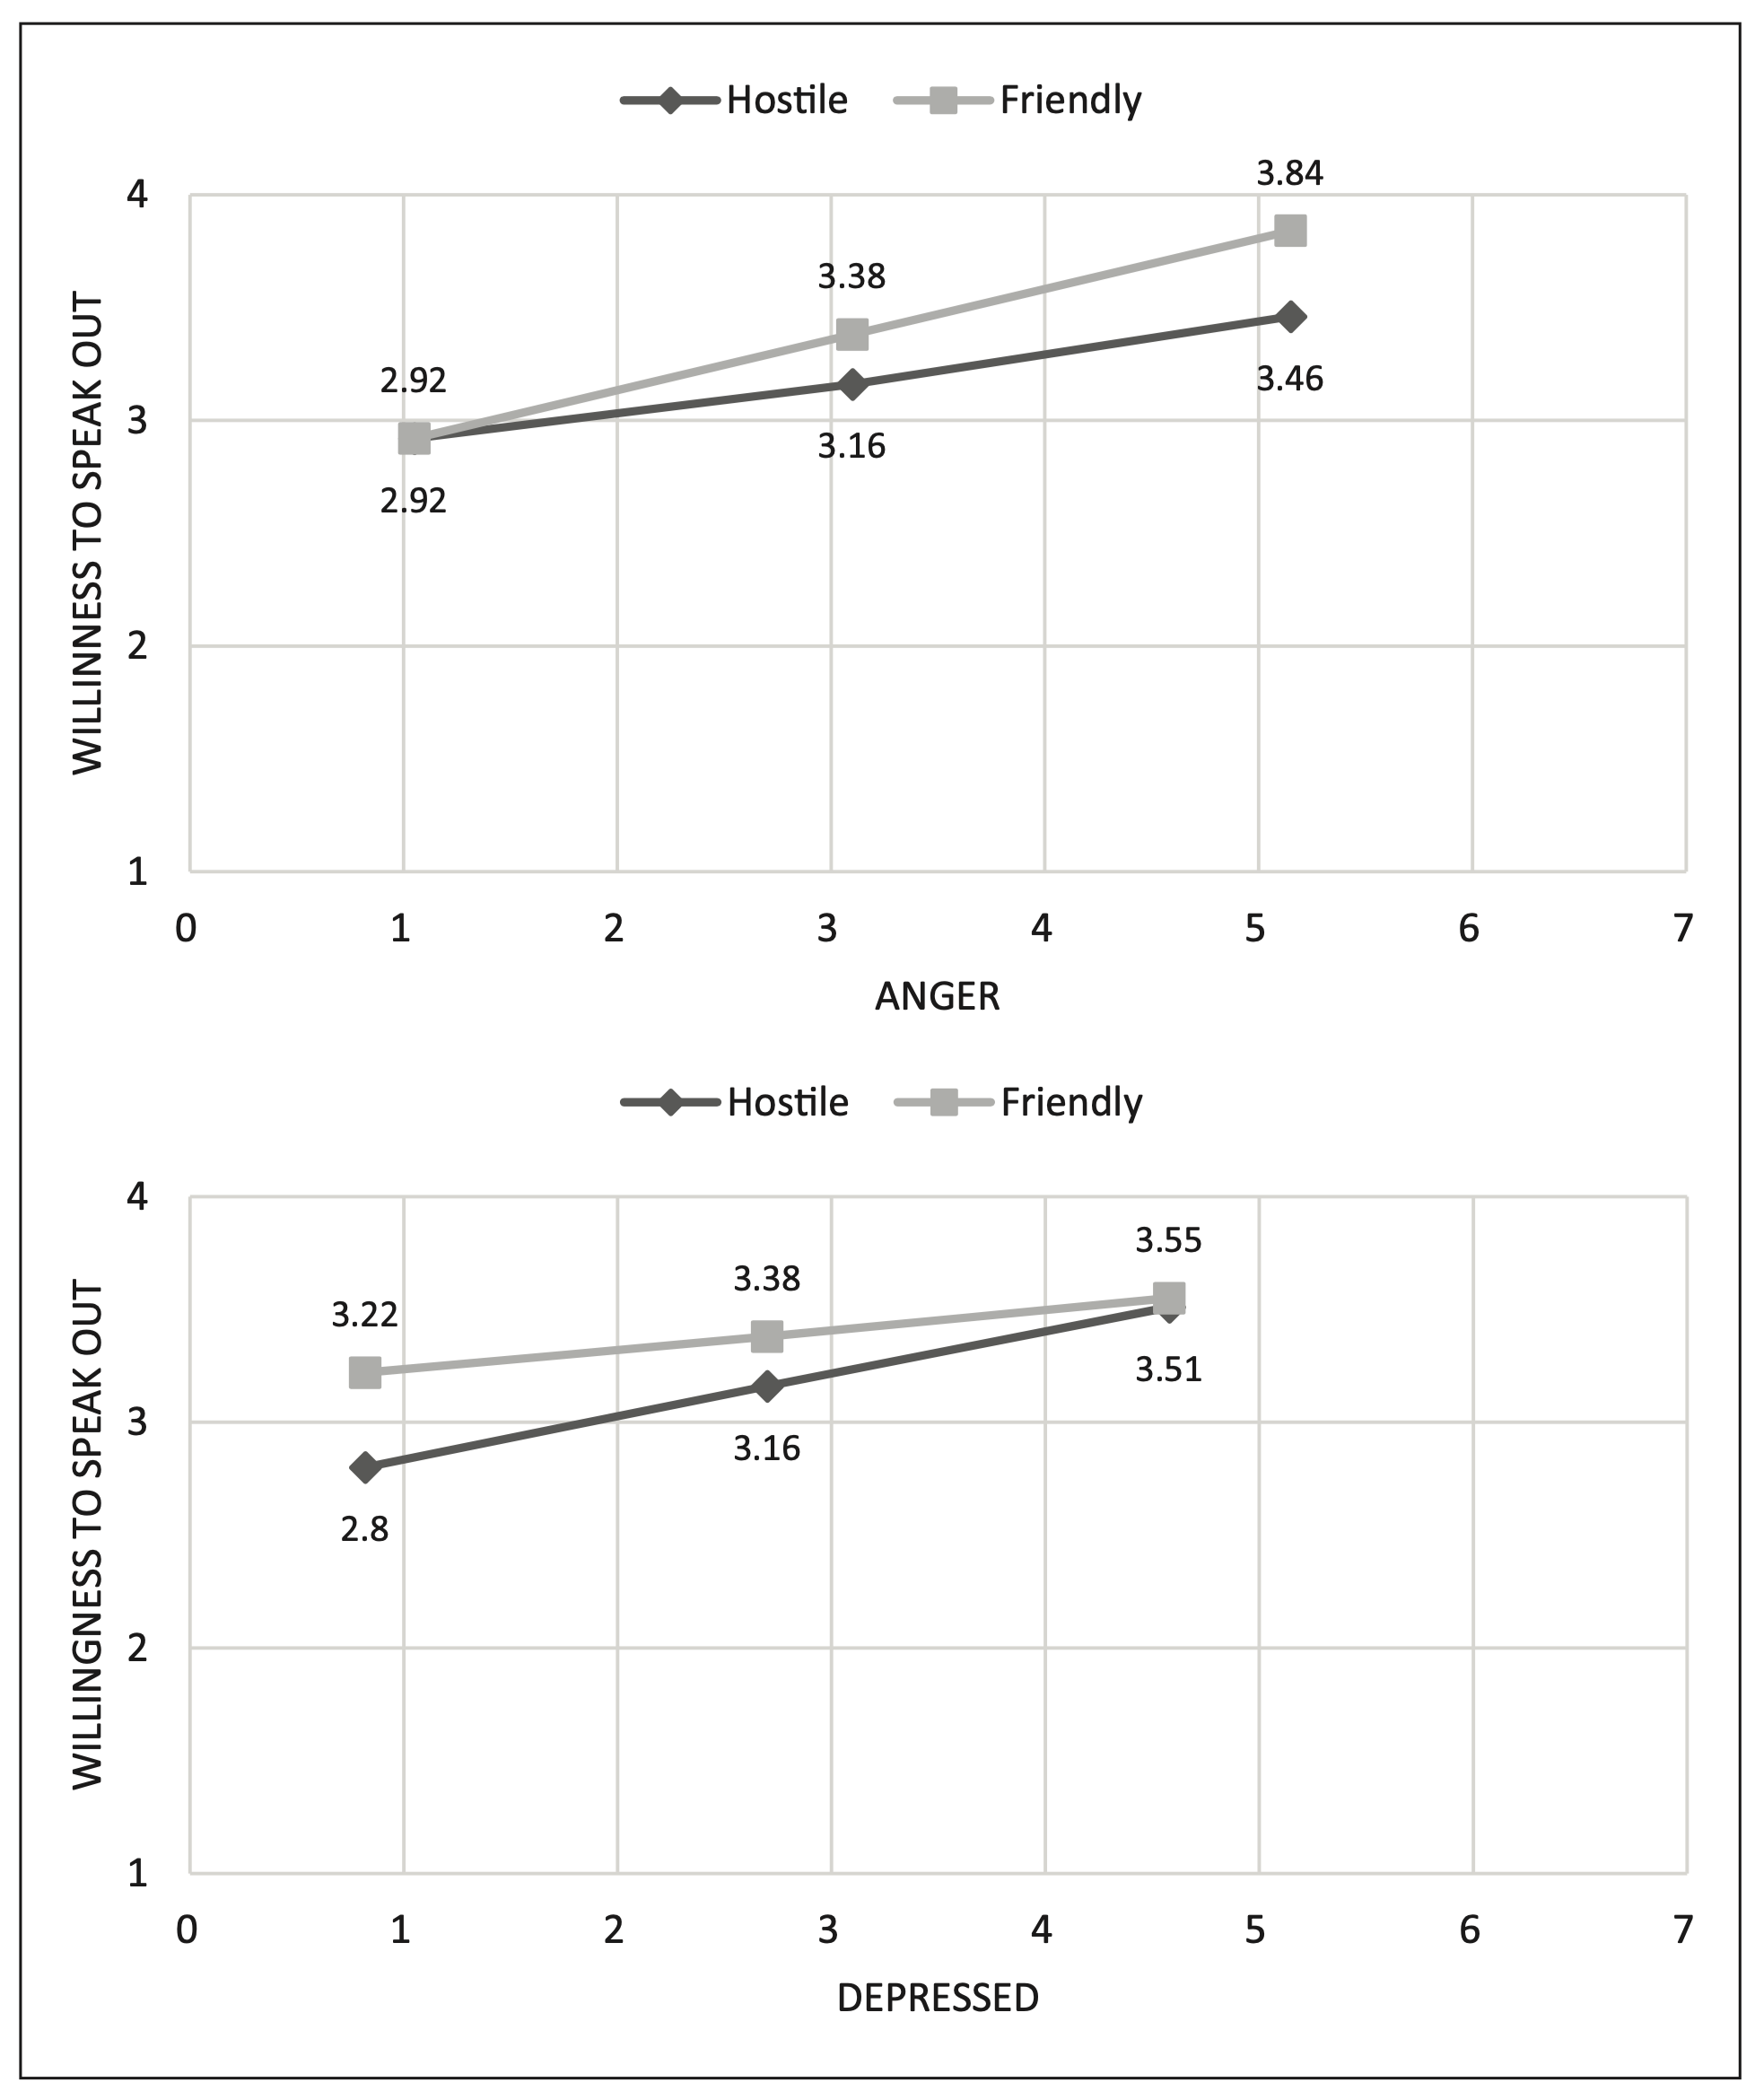 Hostile Friendly
3.84
4
3.38
2.92
3.46
3
3.16
2.92
2
1
0 1 2 3 4 5 6 7
WILLINNESS TO SPEAK OUT
ANGER
Hostile Friendly
4
3.55
3.38
3.22
3.51
3
3.16
2.8
2
1
0 1 2 3 4 5 6 7
WILLINGNESS TO SPEAK OUT
DEPRESSED